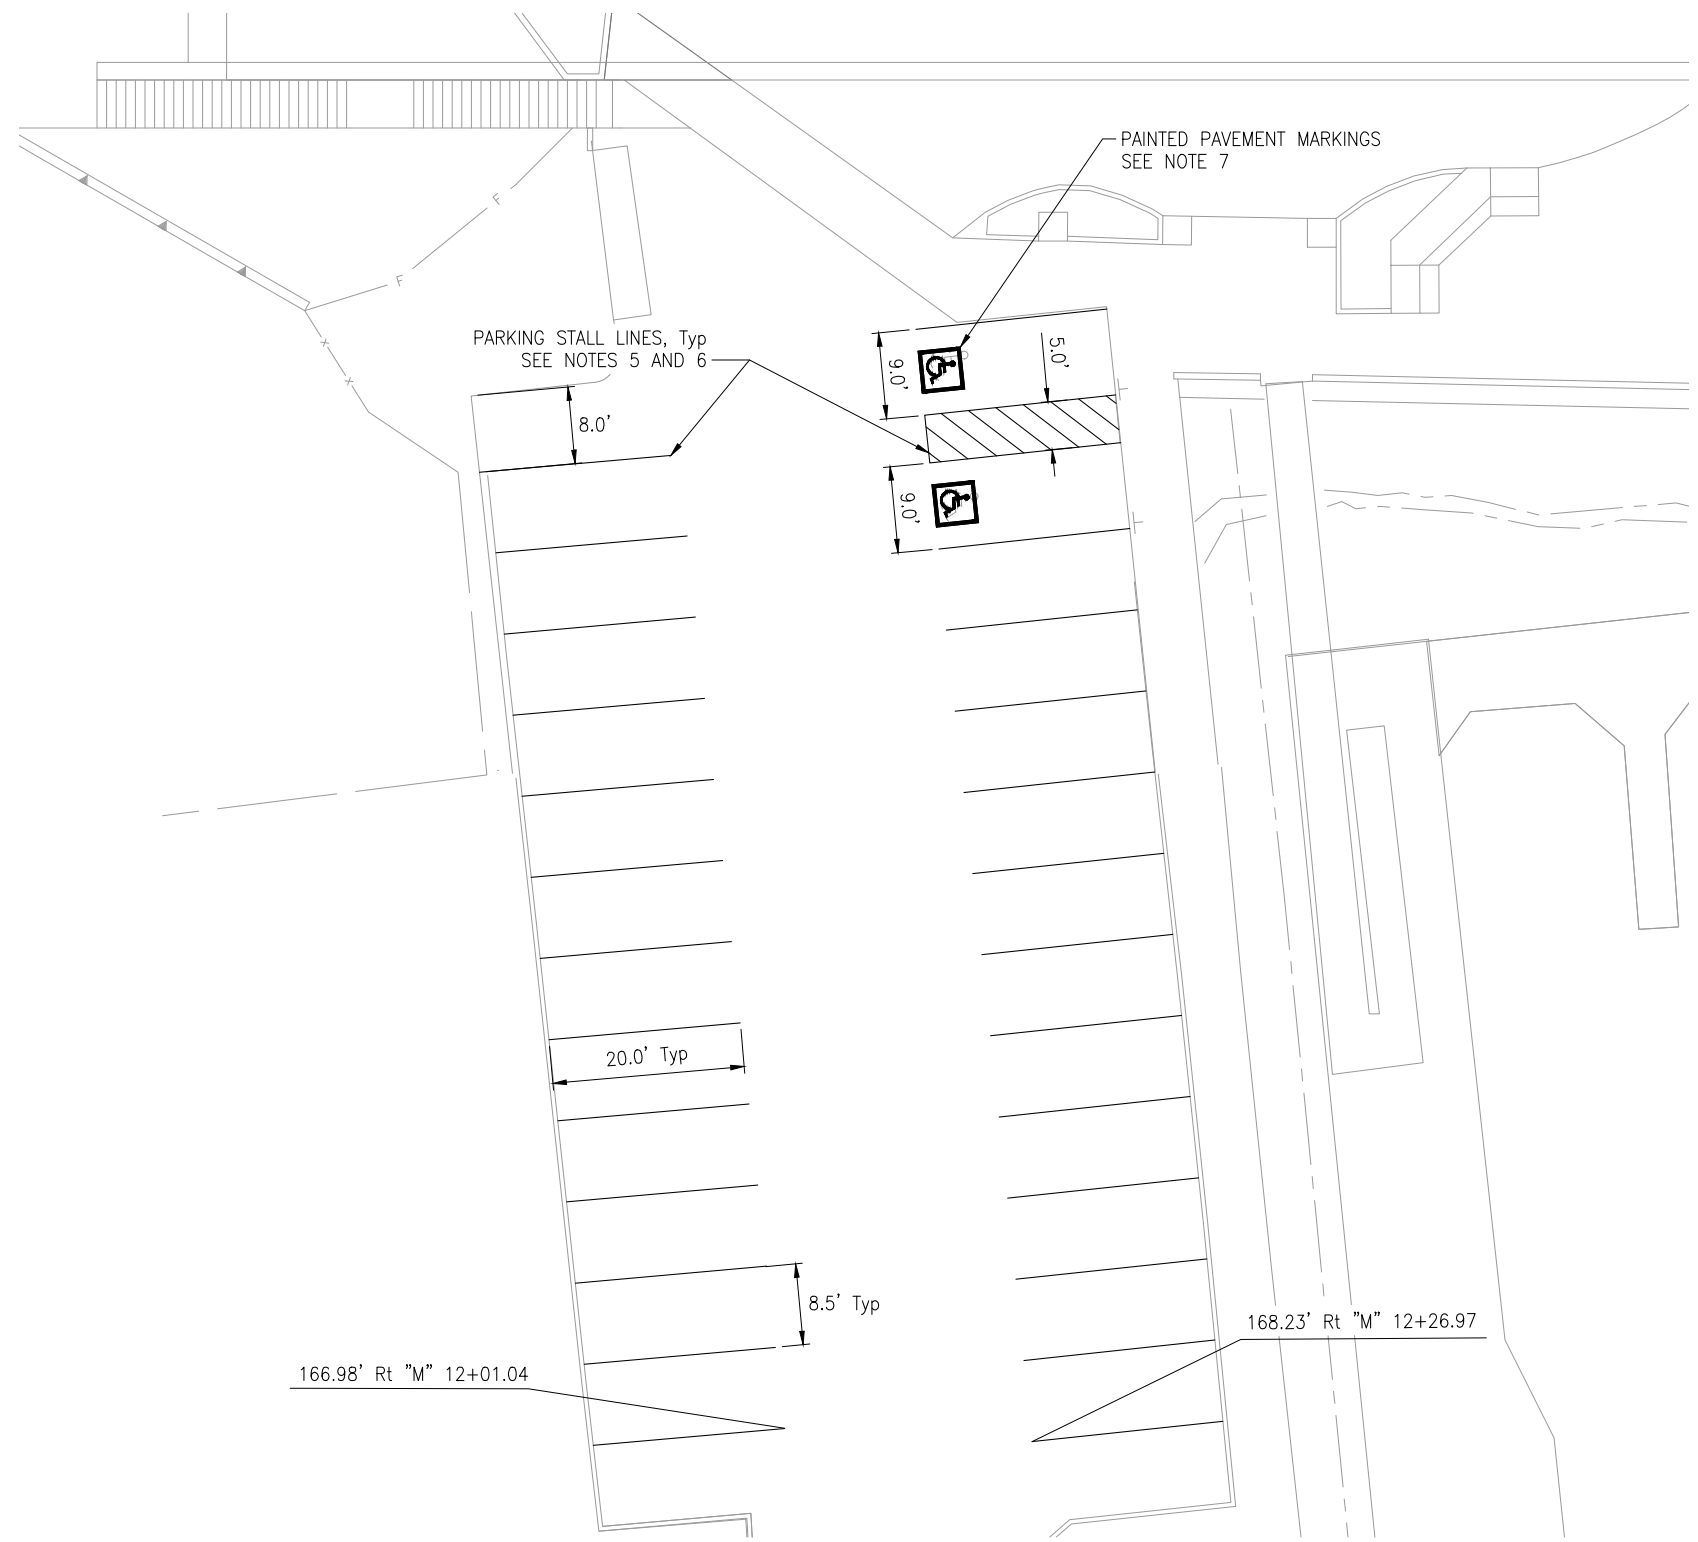 PAINTED PAVEMENT MARKINGS
SEE NOTE 7
F
F
PARKING STALL LINES, Typ
SEE NOTES 5 AND 6
x
x
9.0'
5.0'
8.0'
9.0'
20.0' Typ
8.5' Typ
168.23' Rt "M" 12+26.97
166.98' Rt "M" 12+01.04